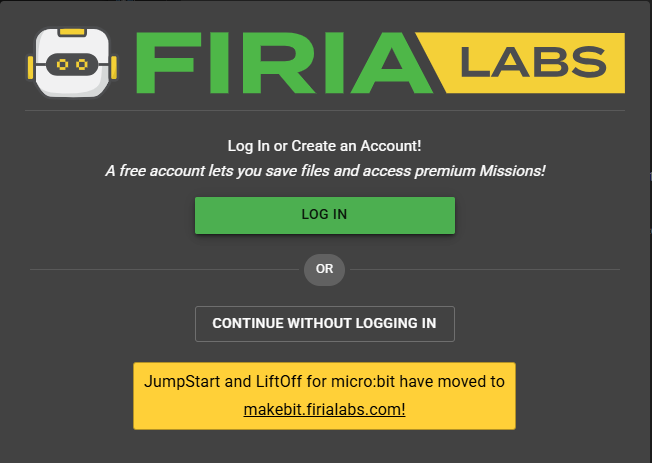 FIRIA LABS
Log In or Create an Account!
A free account lets you save files and access premium Missions!
LOG IN
OR
CONTINUE WITHOUT LOGGING IN
JumpStart and LiftOff for micro:bit have moved to
makebit.firialabs.com!